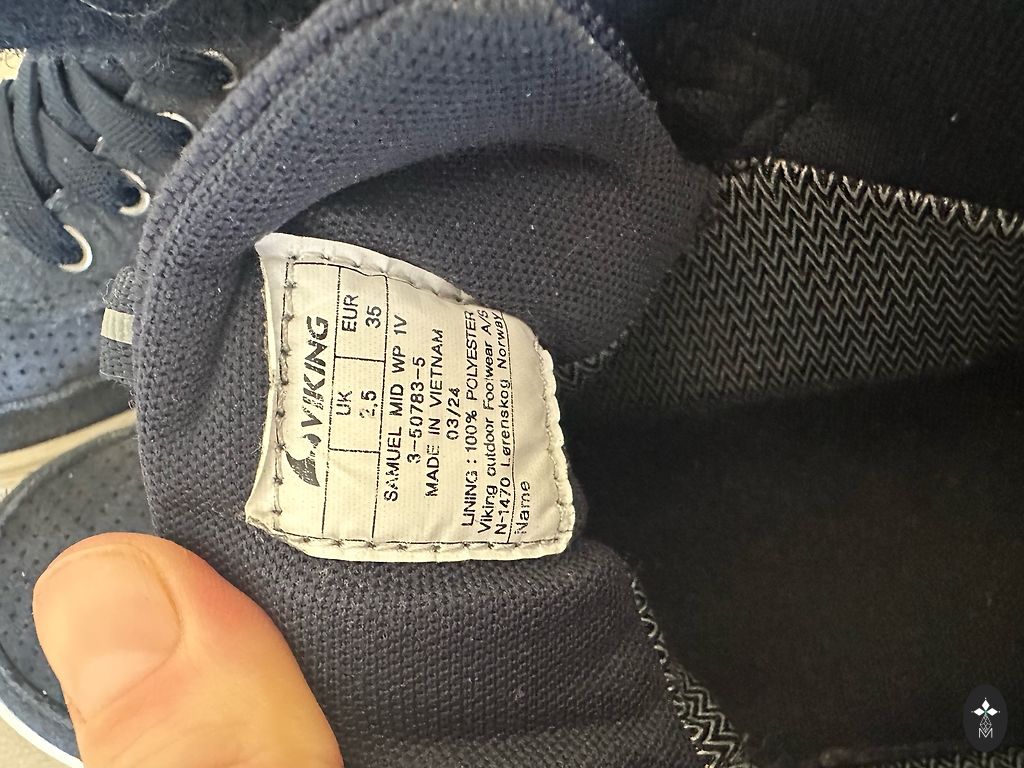 VIKING
UK EUR
2,5 35
SAMUEL MID WP 1V
3-50783-5
MADE IN VIETNAM
03/24
LINING : 100% POLYESTER
Viking outdoor Footwear A/S
N-1470 Lørenskog Norway
Name
M